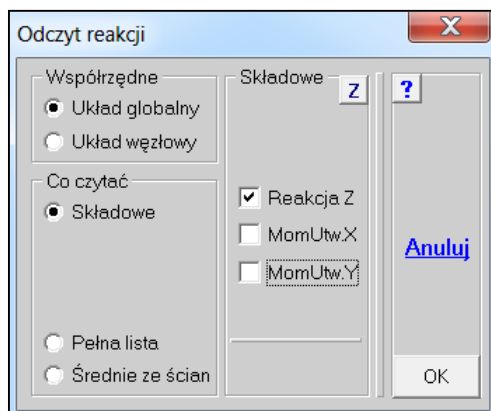 Odczyt reakcji
X
Współrzędne
Układ globalny
Układ węzłowy
Co czytać
Składowe
Pełna lista
Średnie ze ścian
Składowe
Z
Reakcja Z
MomUtw.X
MomUtw.Y
?
Anuluj
OK